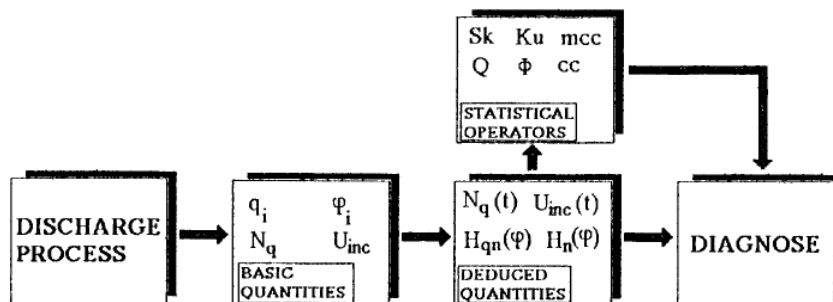 Sk Ku mcc
Q Φ cc
STATISTICAL
OPERATORS
DISCHARGE
PROCESS
q_i φ_i
N_q U_inc
BASIC
QUANTITIES
N_q(t) U_inc(t)
H_qn(φ) H_n(φ)
DEDUCED
QUANTITIES
DIAGNOSE